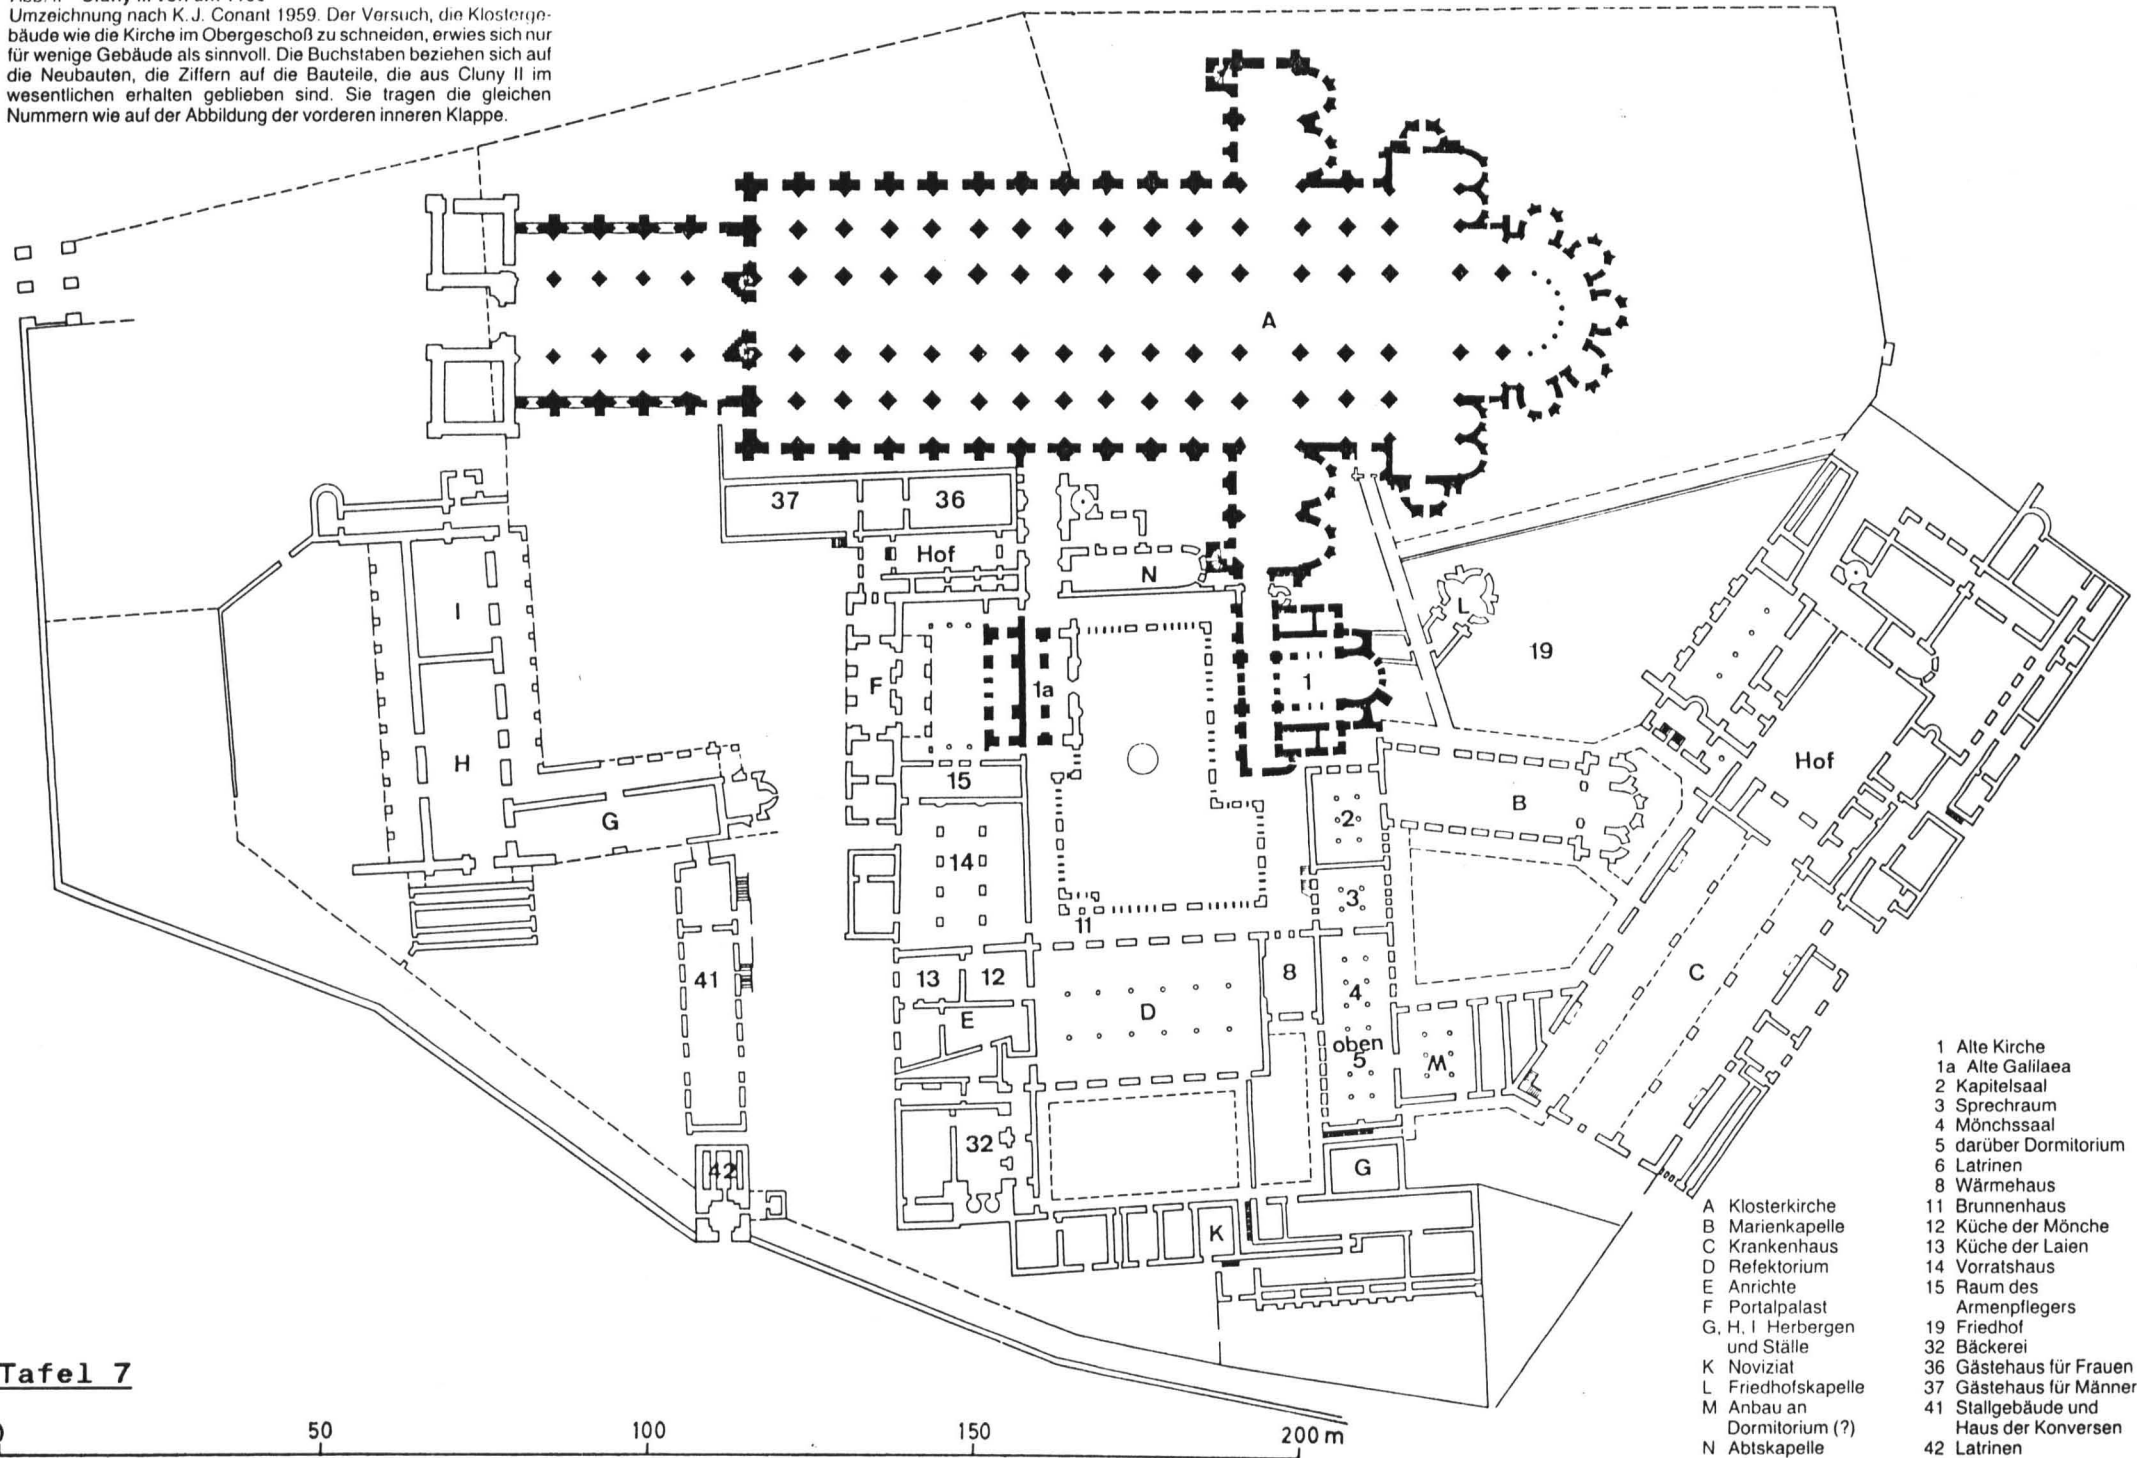 Umzeichnung nach K. J. Conant 1959. Der Versuch, die Klosterge-
bäude wie die Kirche im Obergeschoß zu schneiden, erwies sich nur
für wenige Gebäude als sinnvoll. Die Buchstaben beziehen sich auf
die Neubauten, die Ziffern auf die Bauteile, die aus Cluny II im
wesentlichen erhalten geblieben sind. Sie tragen die gleichen
Nummern wie auf der Abbildung der vorderen inneren Klappe.
A
37
36
Hof
N
I
L
F
1a
1
19
H
15
Hof
G
2
B
14
3
11
13
12
8
C
41
4
D
E
oben
5
W
32
42
G
K
1 Alte Kirche
1a Alte Galilaea
2 Kapitelsaal
3 Sprechraum
4 Mönchssaal
5 darüber Dormitorium
6 Latrinen
8 Wärmehaus
11 Brunnenhaus
12 Küche der Mönche
13 Küche der Laien
14 Vorratshaus
15 Raum des
Armenpflegers
19 Friedhof
32 Bäckerei
36 Gästehaus für Frauen
37 Gästehaus für Männer
41 Stallgebäude und
Haus der Konversen
42 Latrinen
A Klosterkirche
B Marienkapelle
C Krankenhaus
D Refektorium
E Anrichte
F Portalpalast
G, H, I Herbergen
und Ställe
K Noviziat
L Friedhofskapelle
M Anbau an
Dormitorium (?)
N Abtskapelle
Tafel 7
50 100 150 200 m